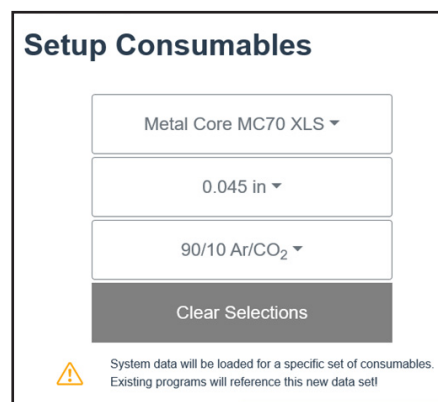 Setup Consumables
Metal Core MC70 XLS
0.045 in
90/10 Ar/CO₂
Clear Selections
System data will be loaded for a specific set of consumables.
Existing programs will reference this new data set!